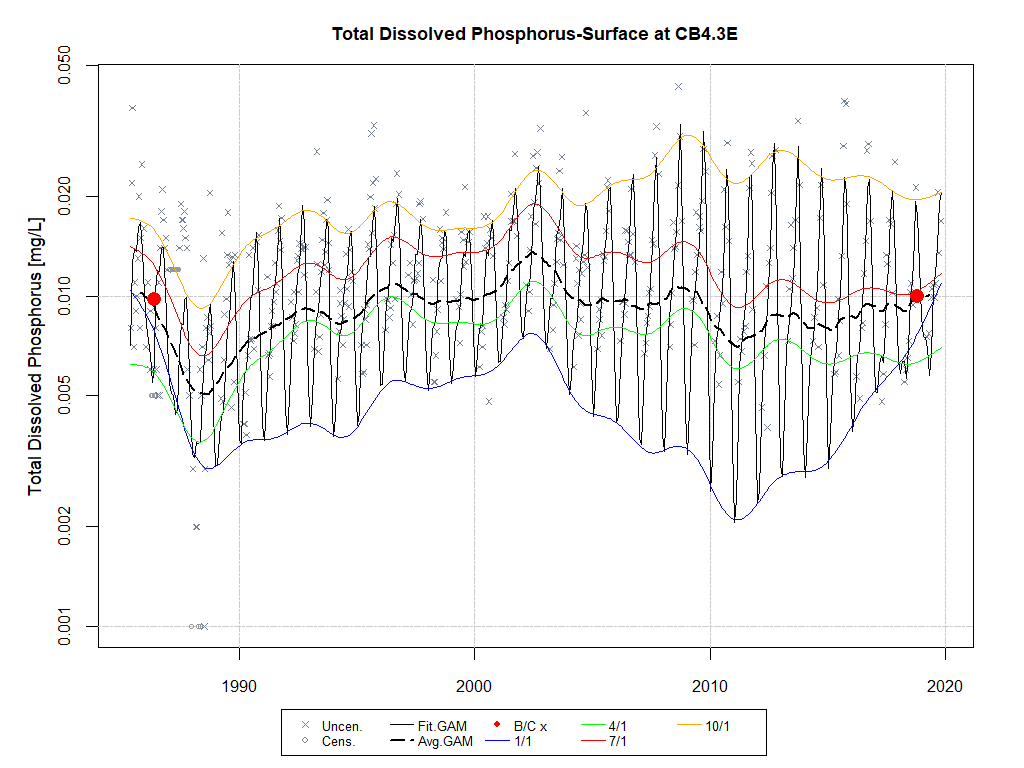 Total Dissolved Phosphorus-Surface at CB4.3E
Total Dissolved Phosphorus [mg/L]
0.050
0.020
0.010
0.005
0.002
0.001
1990 2000 2010 2020
Uncen. Fit.GAM B/C x 4/1 10/1
Cens. Avg.GAM 1/1 7/1